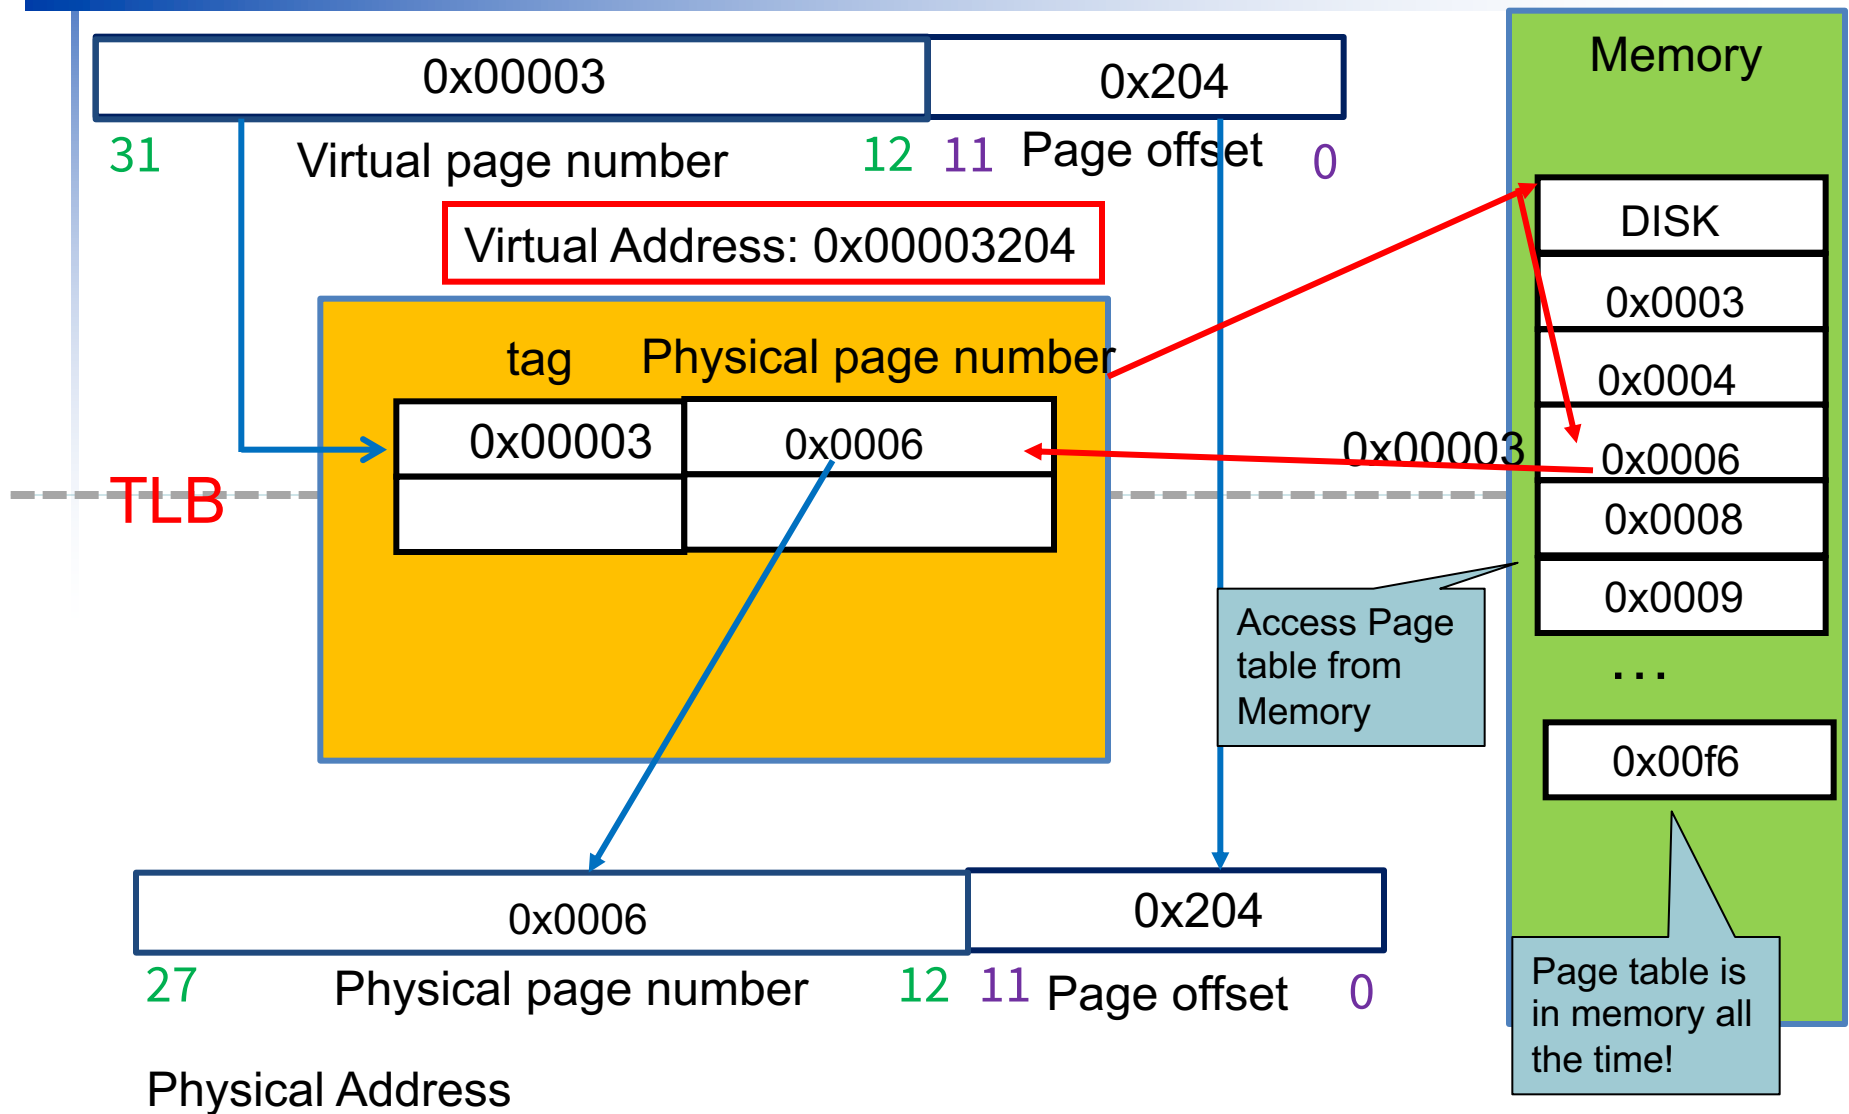 0x00003
0x204
Memory
31
Virtual page number
12
11
Page offset
0
DISK
Virtual Address: 0x00003204
0x0003
tag
Physical page number
0x0004
0x00003
0x0006
0x00003
0x0006
TLB
0x0008
0x0009
Access Page
table from
Memory
...
0x00f6
0x0006
0x204
27
Physical page number
12
11
Page offset
0
Page table is
in memory all
the time!
Physical Address